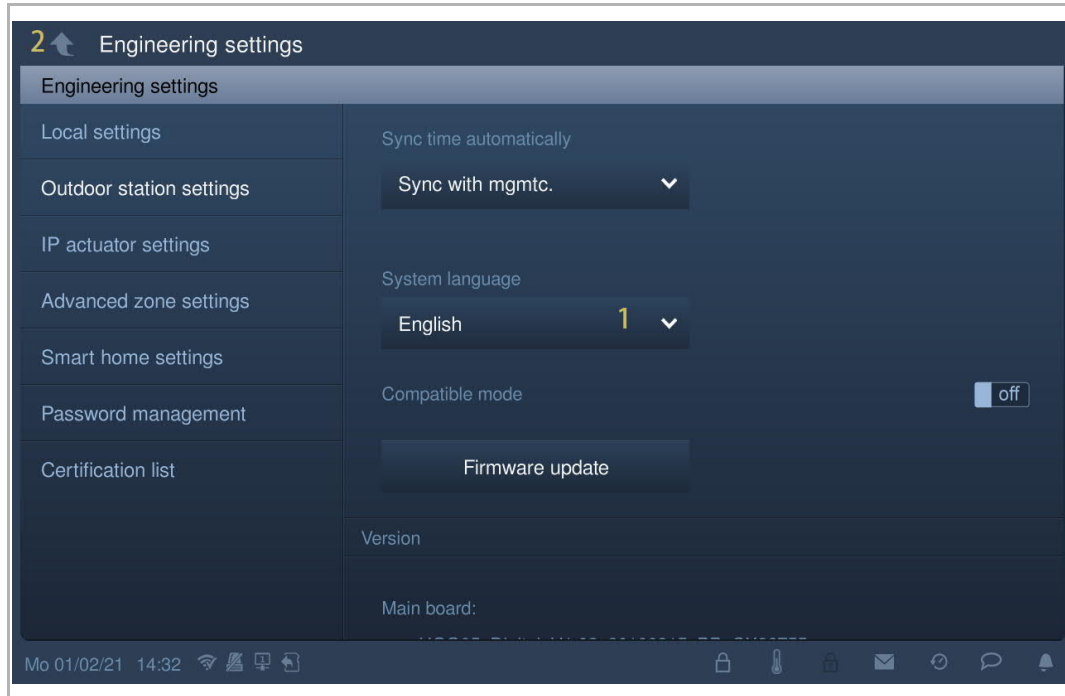 2 Engineering settings
Engineering settings
Local settings
Outdoor station settings
IP actuator settings
Advanced zone settings
Smart home settings
Password management
Certification list
Sync time automatically
Sync with mgmtc.
System language
English 1
Compatible mode
off
Firmware update
Version
Main board:
Mo 01/02/21 14:32